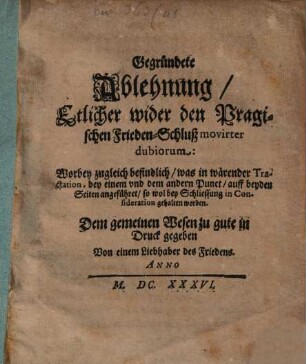 Gegründete
Ablehnung /
Etlicher wider den Pragi-
schen Frieden-Schluß movirter
dubiorum:
Worbey zugleich befindlich / was in wärender Tra-
ctation, bey einem vnd dem andern Punct / auff beyden
Seiten angeführet / so wol bey Schliessung in Con-
sideration gehalten worden.
Dem gemeinen Wesen zu gute in
Druck gegeben
Von einem Liebhaber des Friedens.
ANNO
M. DC. XXXVI.